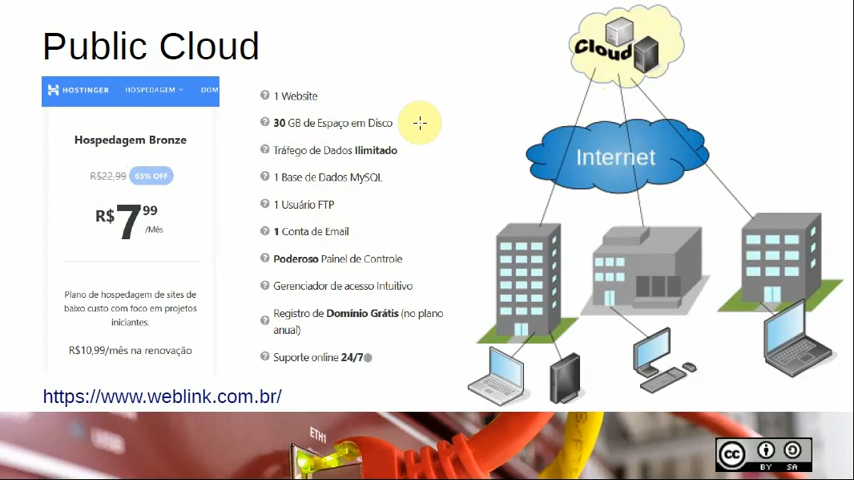 Public Cloud
HOSTINGER HOSPEDAGEM DOM
Hospedagem Bronze
R$22,99 65% OFF
R$7,99 /Mês
Plano de hospedagem de sites de
baixo custo com foco em projetos
iniciantes.
R$10,99/mês na renovação
1 Website
30 GB de Espaço em Disco
Tráfego de Dados Ilimitado
1 Base de Dados MySQL
1 Usuário FTP
1 Conta de Email
Poderoso Painel de Controle
Gerenciador de acesso Intuitivo
Registro de Domínio Grátis (no plano
anual)
Suporte online 24/7
Cloud
Internet
https://www.weblink.com.br/
ETH1
cc BY SA